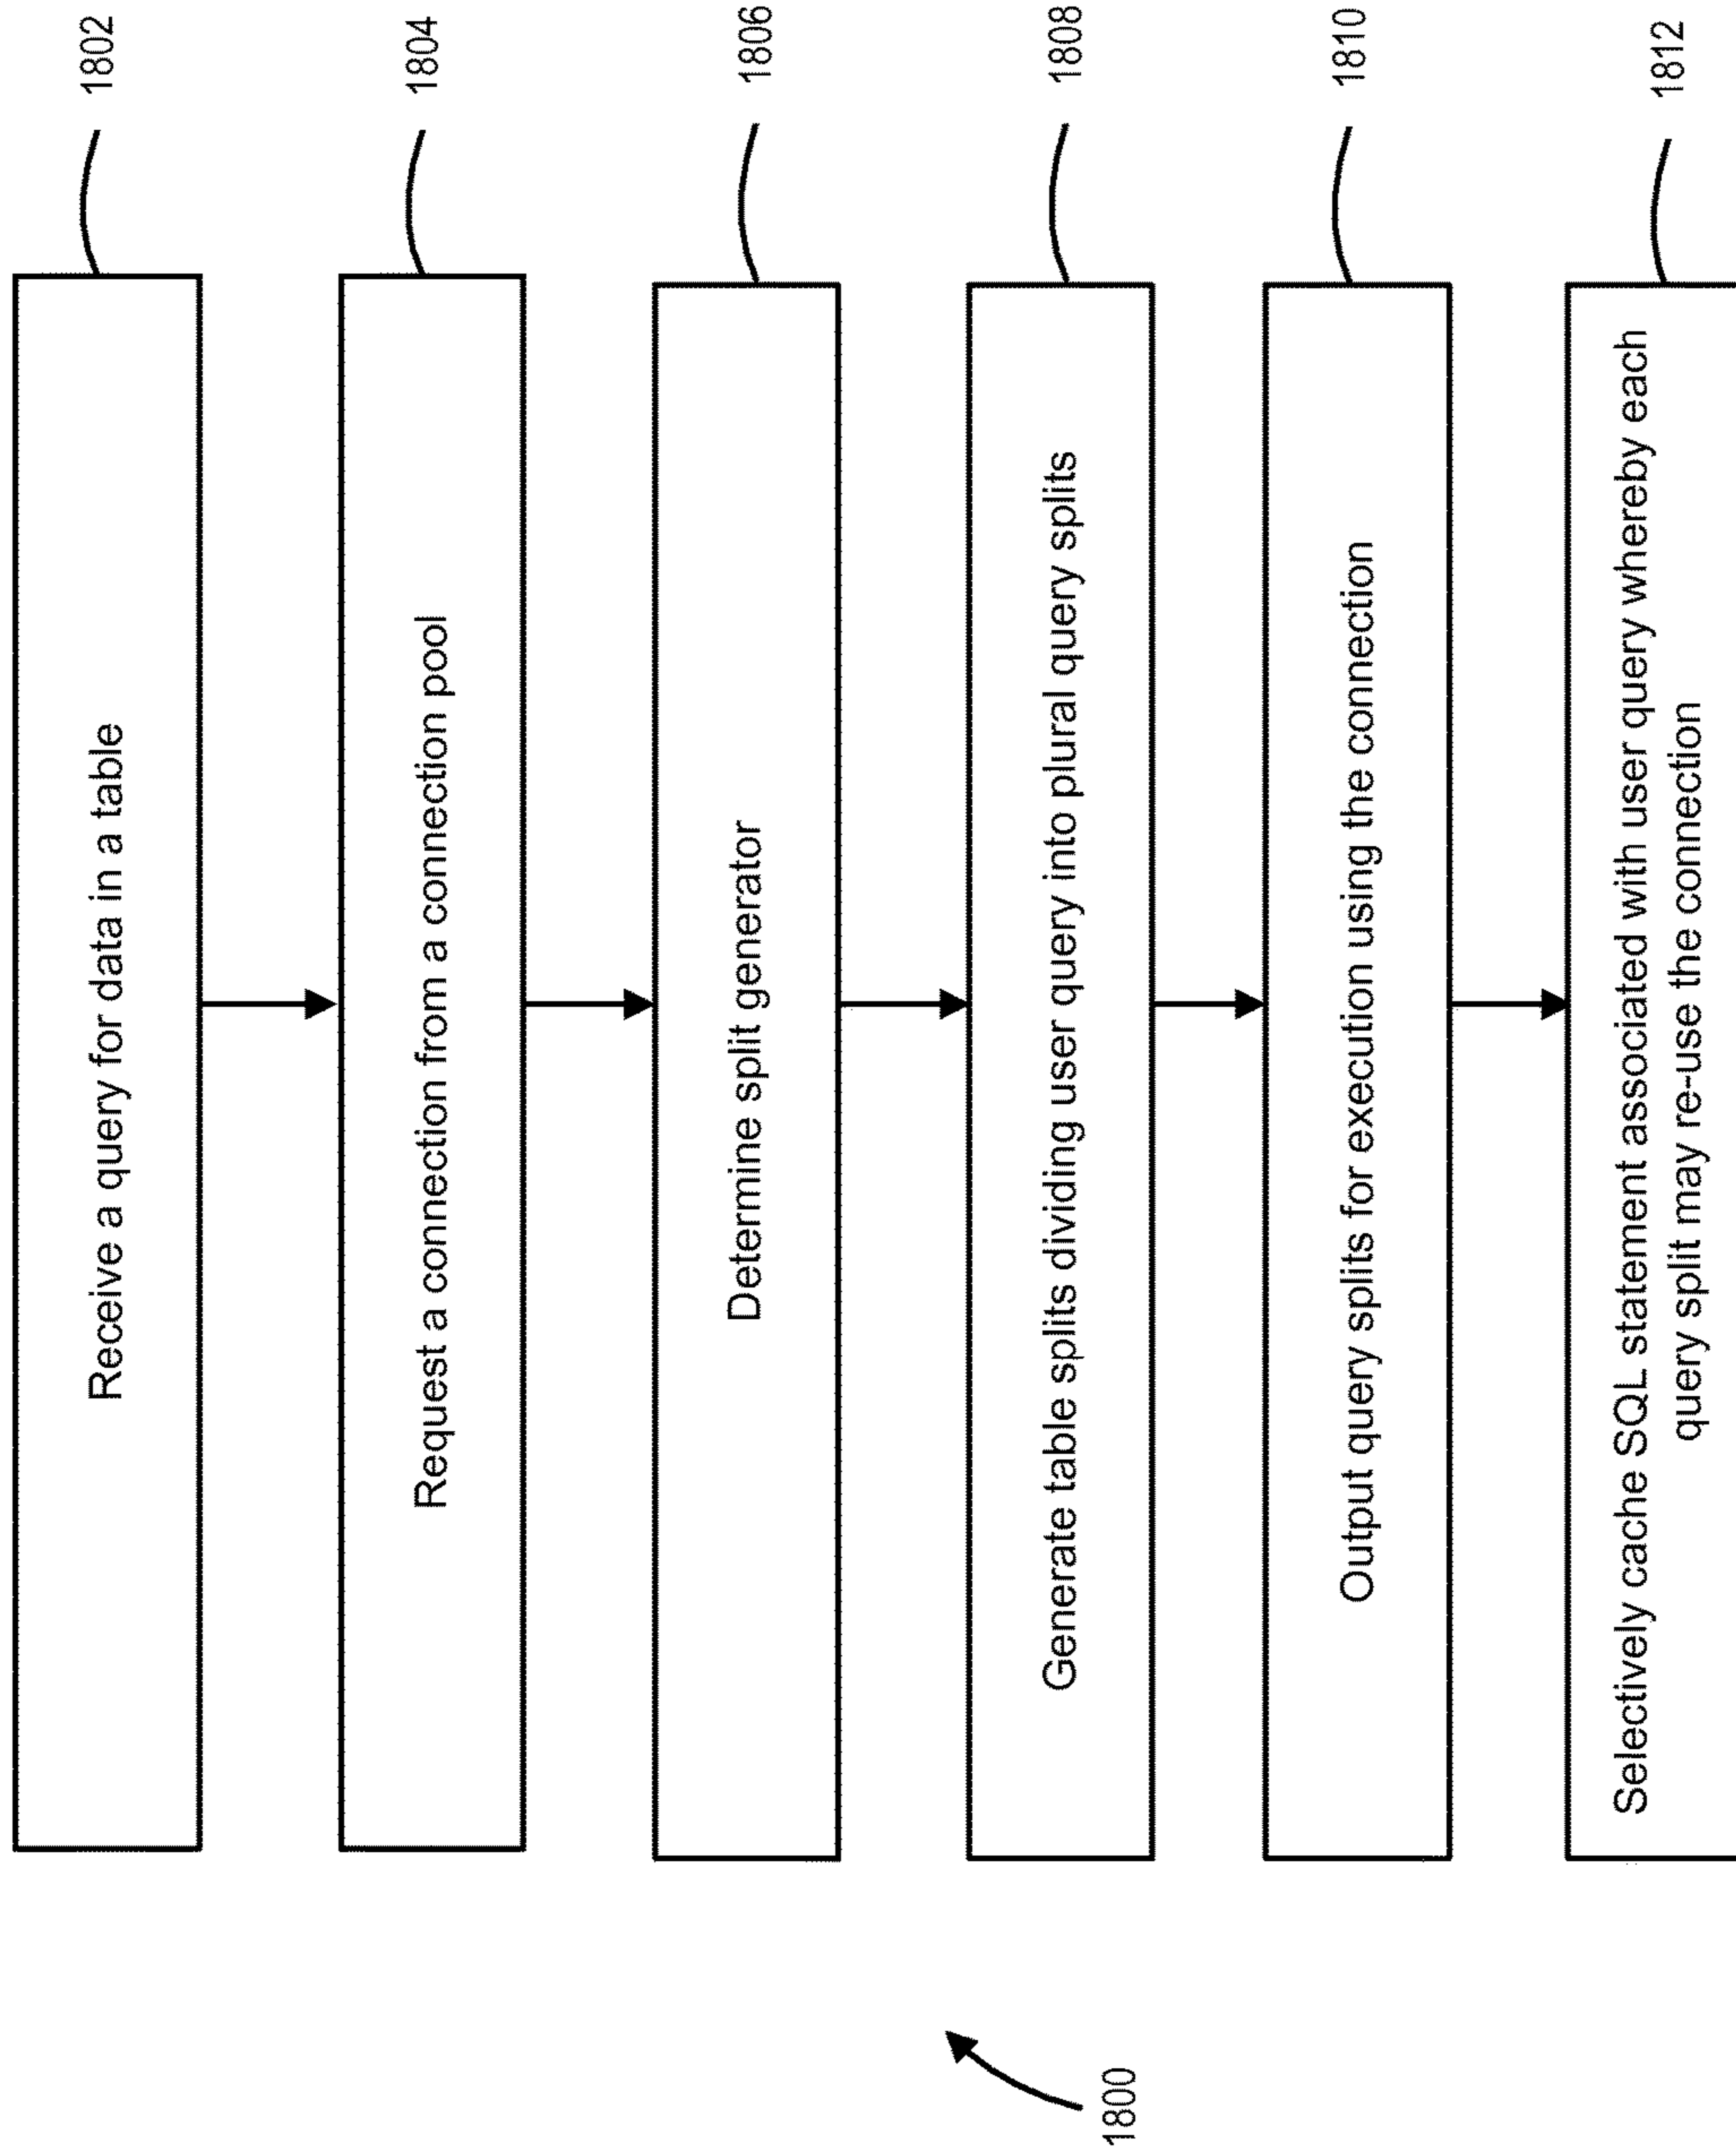 Receive a query for data in a table
1802
Request a connection from a connection pool
1804
Determine split generator
1806
Generate table splits dividing user query into plural query splits
1808
Output query splits for execution using the connection
1810
Selectively cache SQL statement associated with user query whereby each
query split may re-use the connection
1812
1800